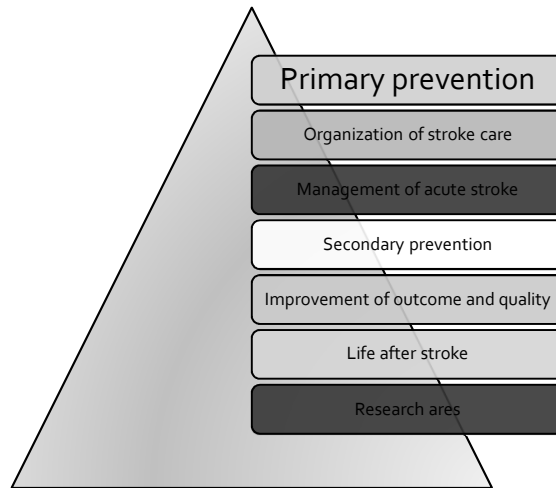 Primary prevention
Organization of stroke care
Management of acute stroke
Secondary prevention
Improvement of outcome and quality
Life after stroke
Research ares